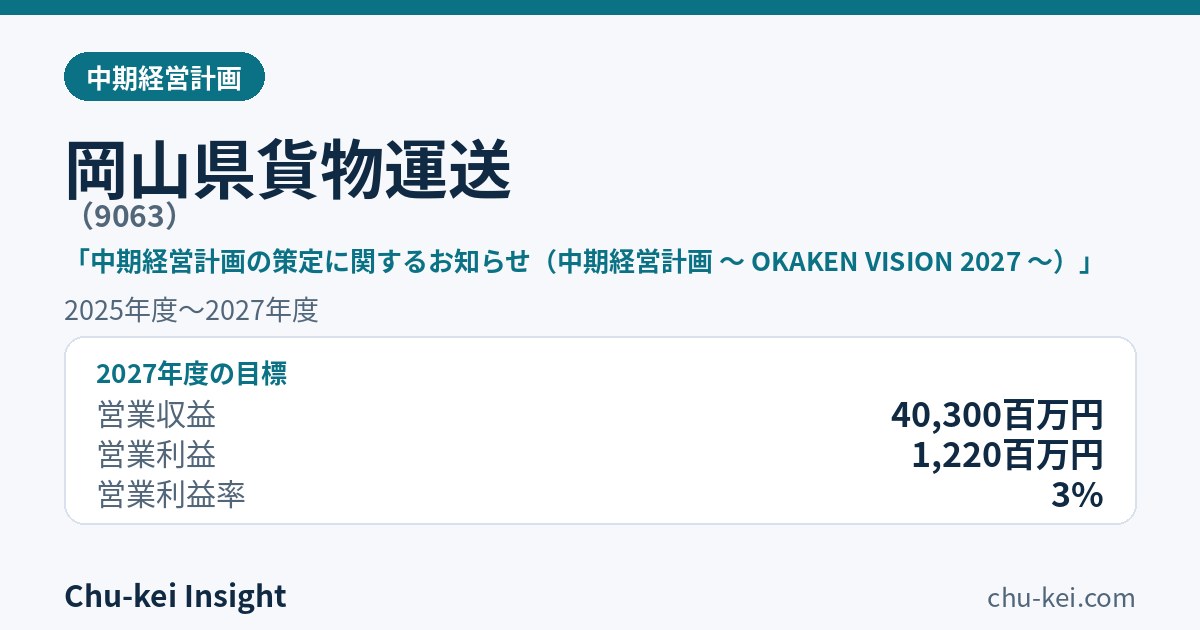 中期経営計画
岡山県貨物運送
（9063）
「中期経営計画の策定に関するお知らせ（中期経営計画 ～ OKAKEN VISION 2027 ～）」
2025年度～2027年度
2027年度の目標
営業収益 40,300百万円
営業利益 1,220百万円
営業利益率 3%
Chu-kei Insight chu-kei.com